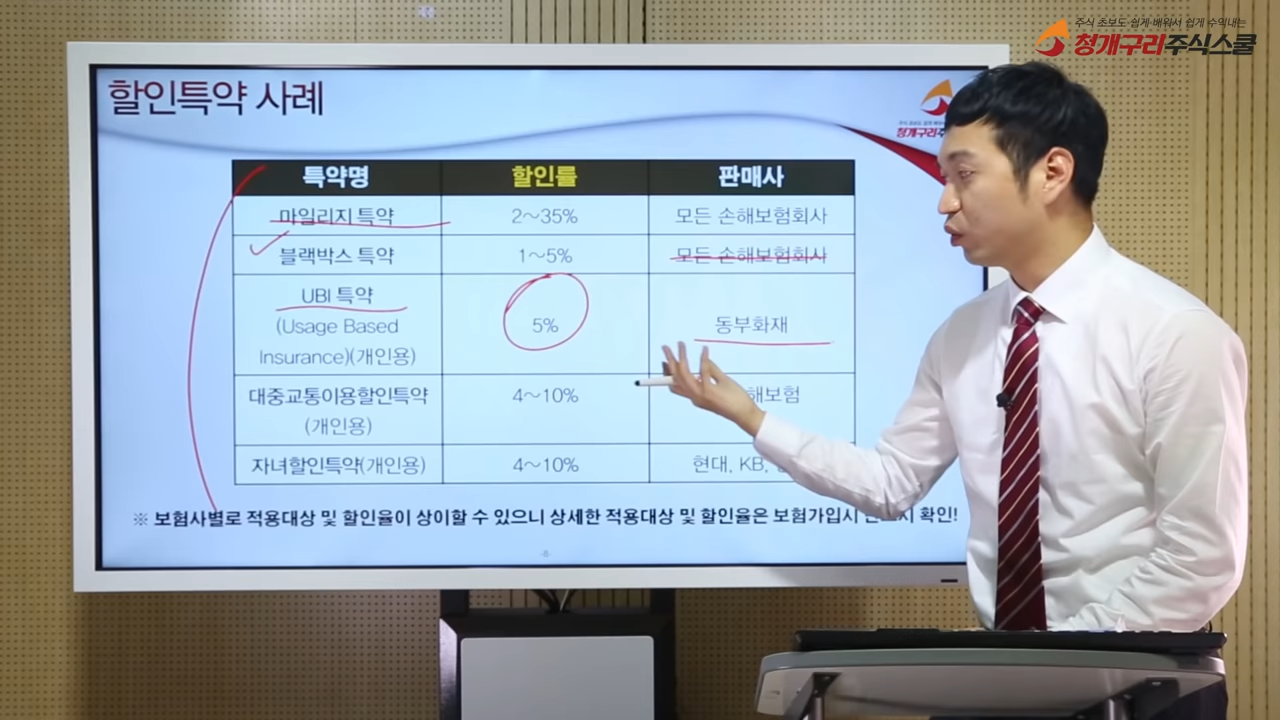 주식 초보도 쉽게 배워서 쉽게 수익내는
청개구리주식스쿨
할인특약 사례
청개구리주
특약명 할인률 판매사
마일리지 특약 2~35% 모든 손해보험회사
블랙박스 특약 1~5% 모든 손해보험회사
UBI 특약
(Usage Based 5% 동부화재
Insurance)(개인용)
대중교통이용할인특약 4~10% 해보험
(개인용)
자녀할인특약(개인용) 4~10% 현대, KB,
※ 보험사별로 적용대상 및 할인율이 상이할 수 있으니 상세한 적용대상 및 할인율은 보험가입시 확인!